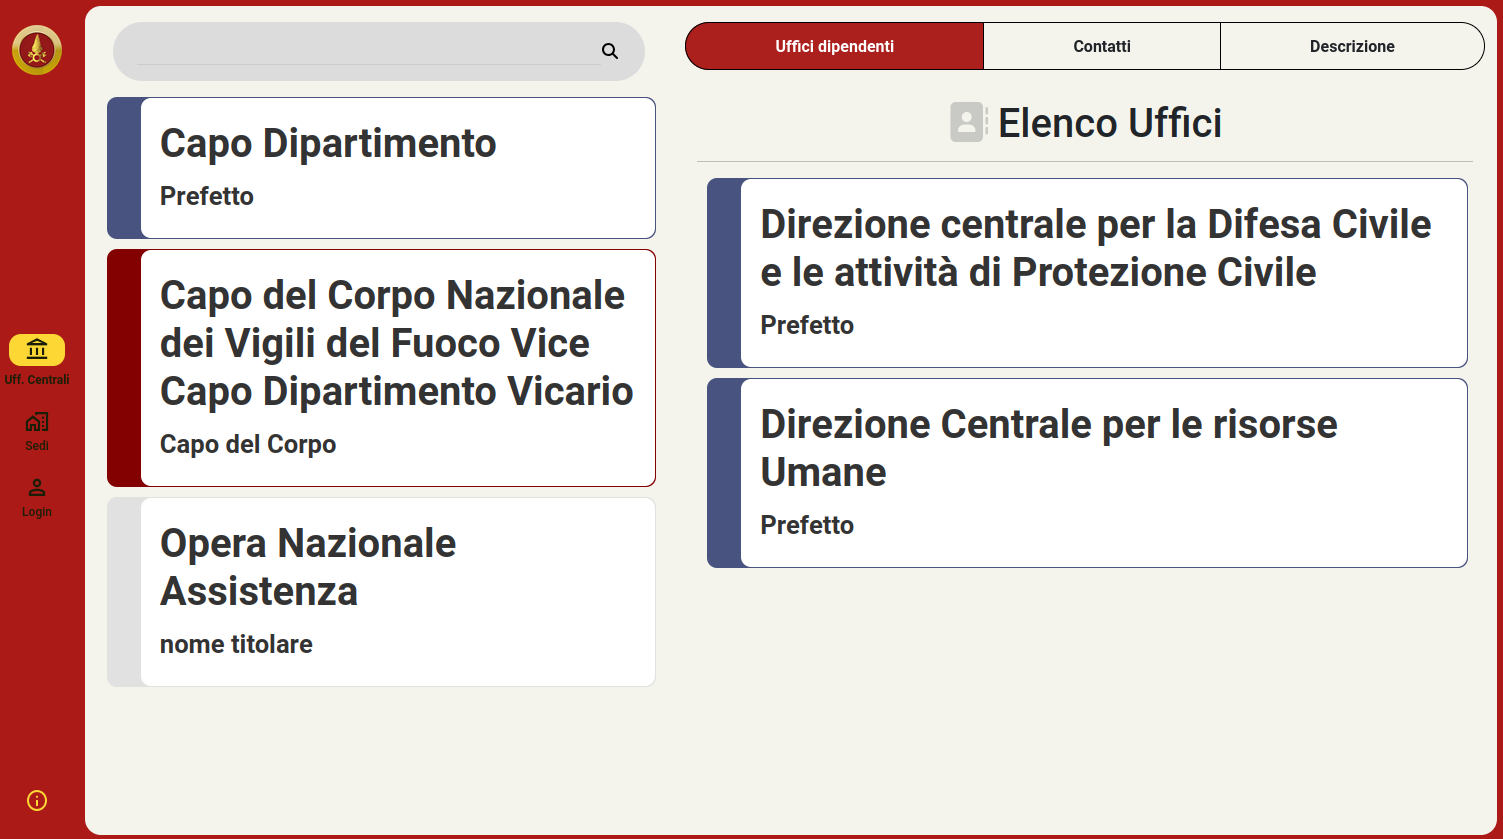 Uff. Centrali
Sedi
Login
Capo Dipartimento
Prefetto
Capo del Corpo Nazionale
dei Vigili del Fuoco Vice
Capo Dipartimento Vicario
Capo del Corpo
Opera Nazionale
Assistenza
nome titolare
Uffici dipendenti
Contatti
Descrizione
Elenco Uffici
Direzione centrale per la Difesa Civile
e le attività di Protezione Civile
Prefetto
Direzione Centrale per le risorse
Umane
Prefetto